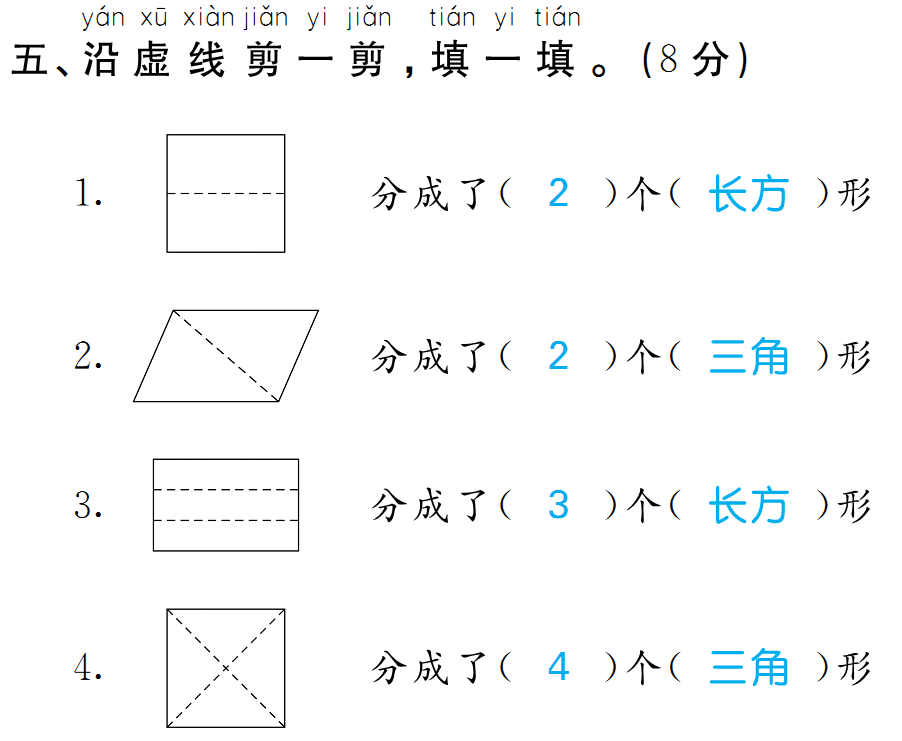 yán xū xiàn jiǎn yi jiǎn tián yi tián
五、沿虚线剪一剪,填一填。(8分)
1. 分成了( 2 )个( 长方 )形
2. 分成了( 2 )个( 三角 )形
3. 分成了( 3 )个( 长方 )形
4. 分成了( 4 )个( 三角 )形